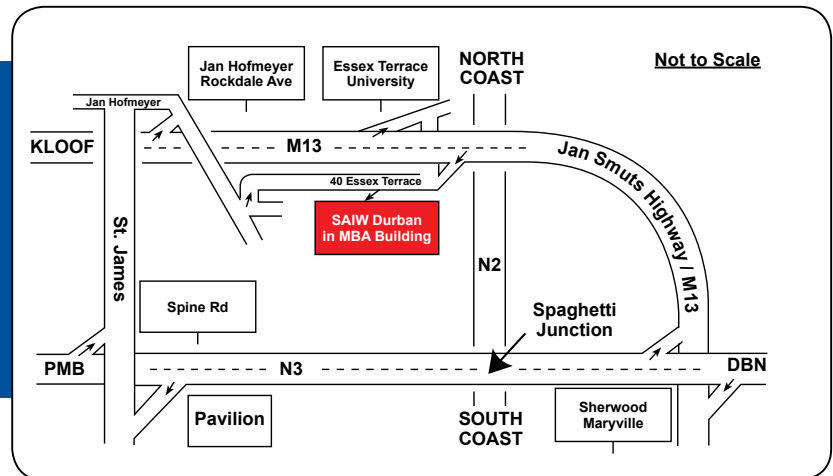 Jan Hofmeyer
Rockdale Ave
Essex Terrace
University
NORTH
COAST
Not to Scale
Jan Hofmeyer
KLOOF
M13
Jan Smuts Highway / M13
40 Essex Terrace
SAIW Durban
in MBA Building
St. James
N2
Spine Rd
Spaghetti
Junction
PMB
N3
DBN
Pavilion
SOUTH
COAST
Sherwood
Maryville